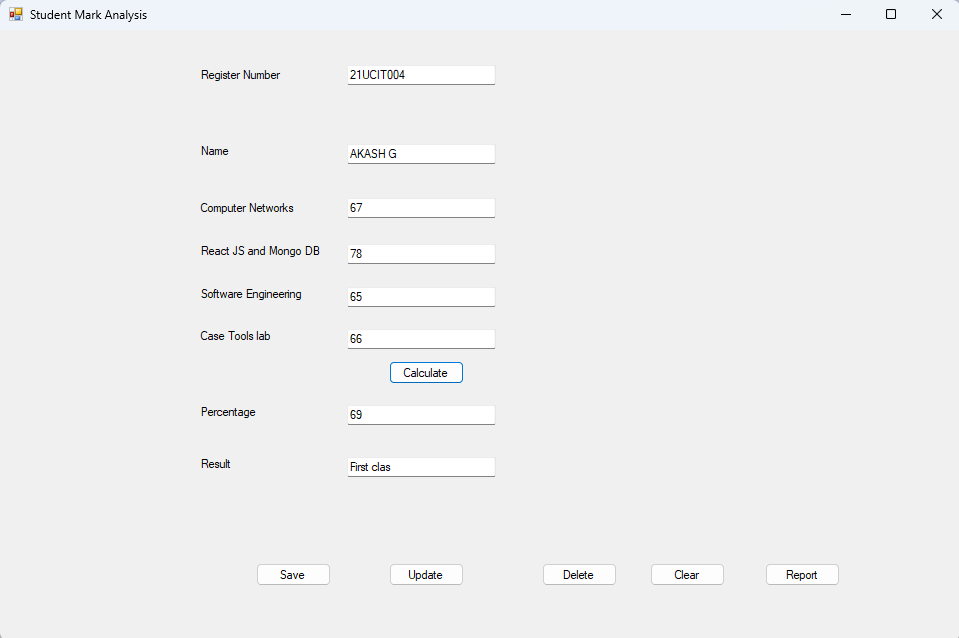 Student Mark Analysis
Register Number 21UCIT004
Name AKASH G
Computer Networks 67
React JS and Mongo DB 78
Software Engineering 65
Case Tools lab 66
Calculate
Percentage 69
Result First clas
Save Update Delete Clear Report